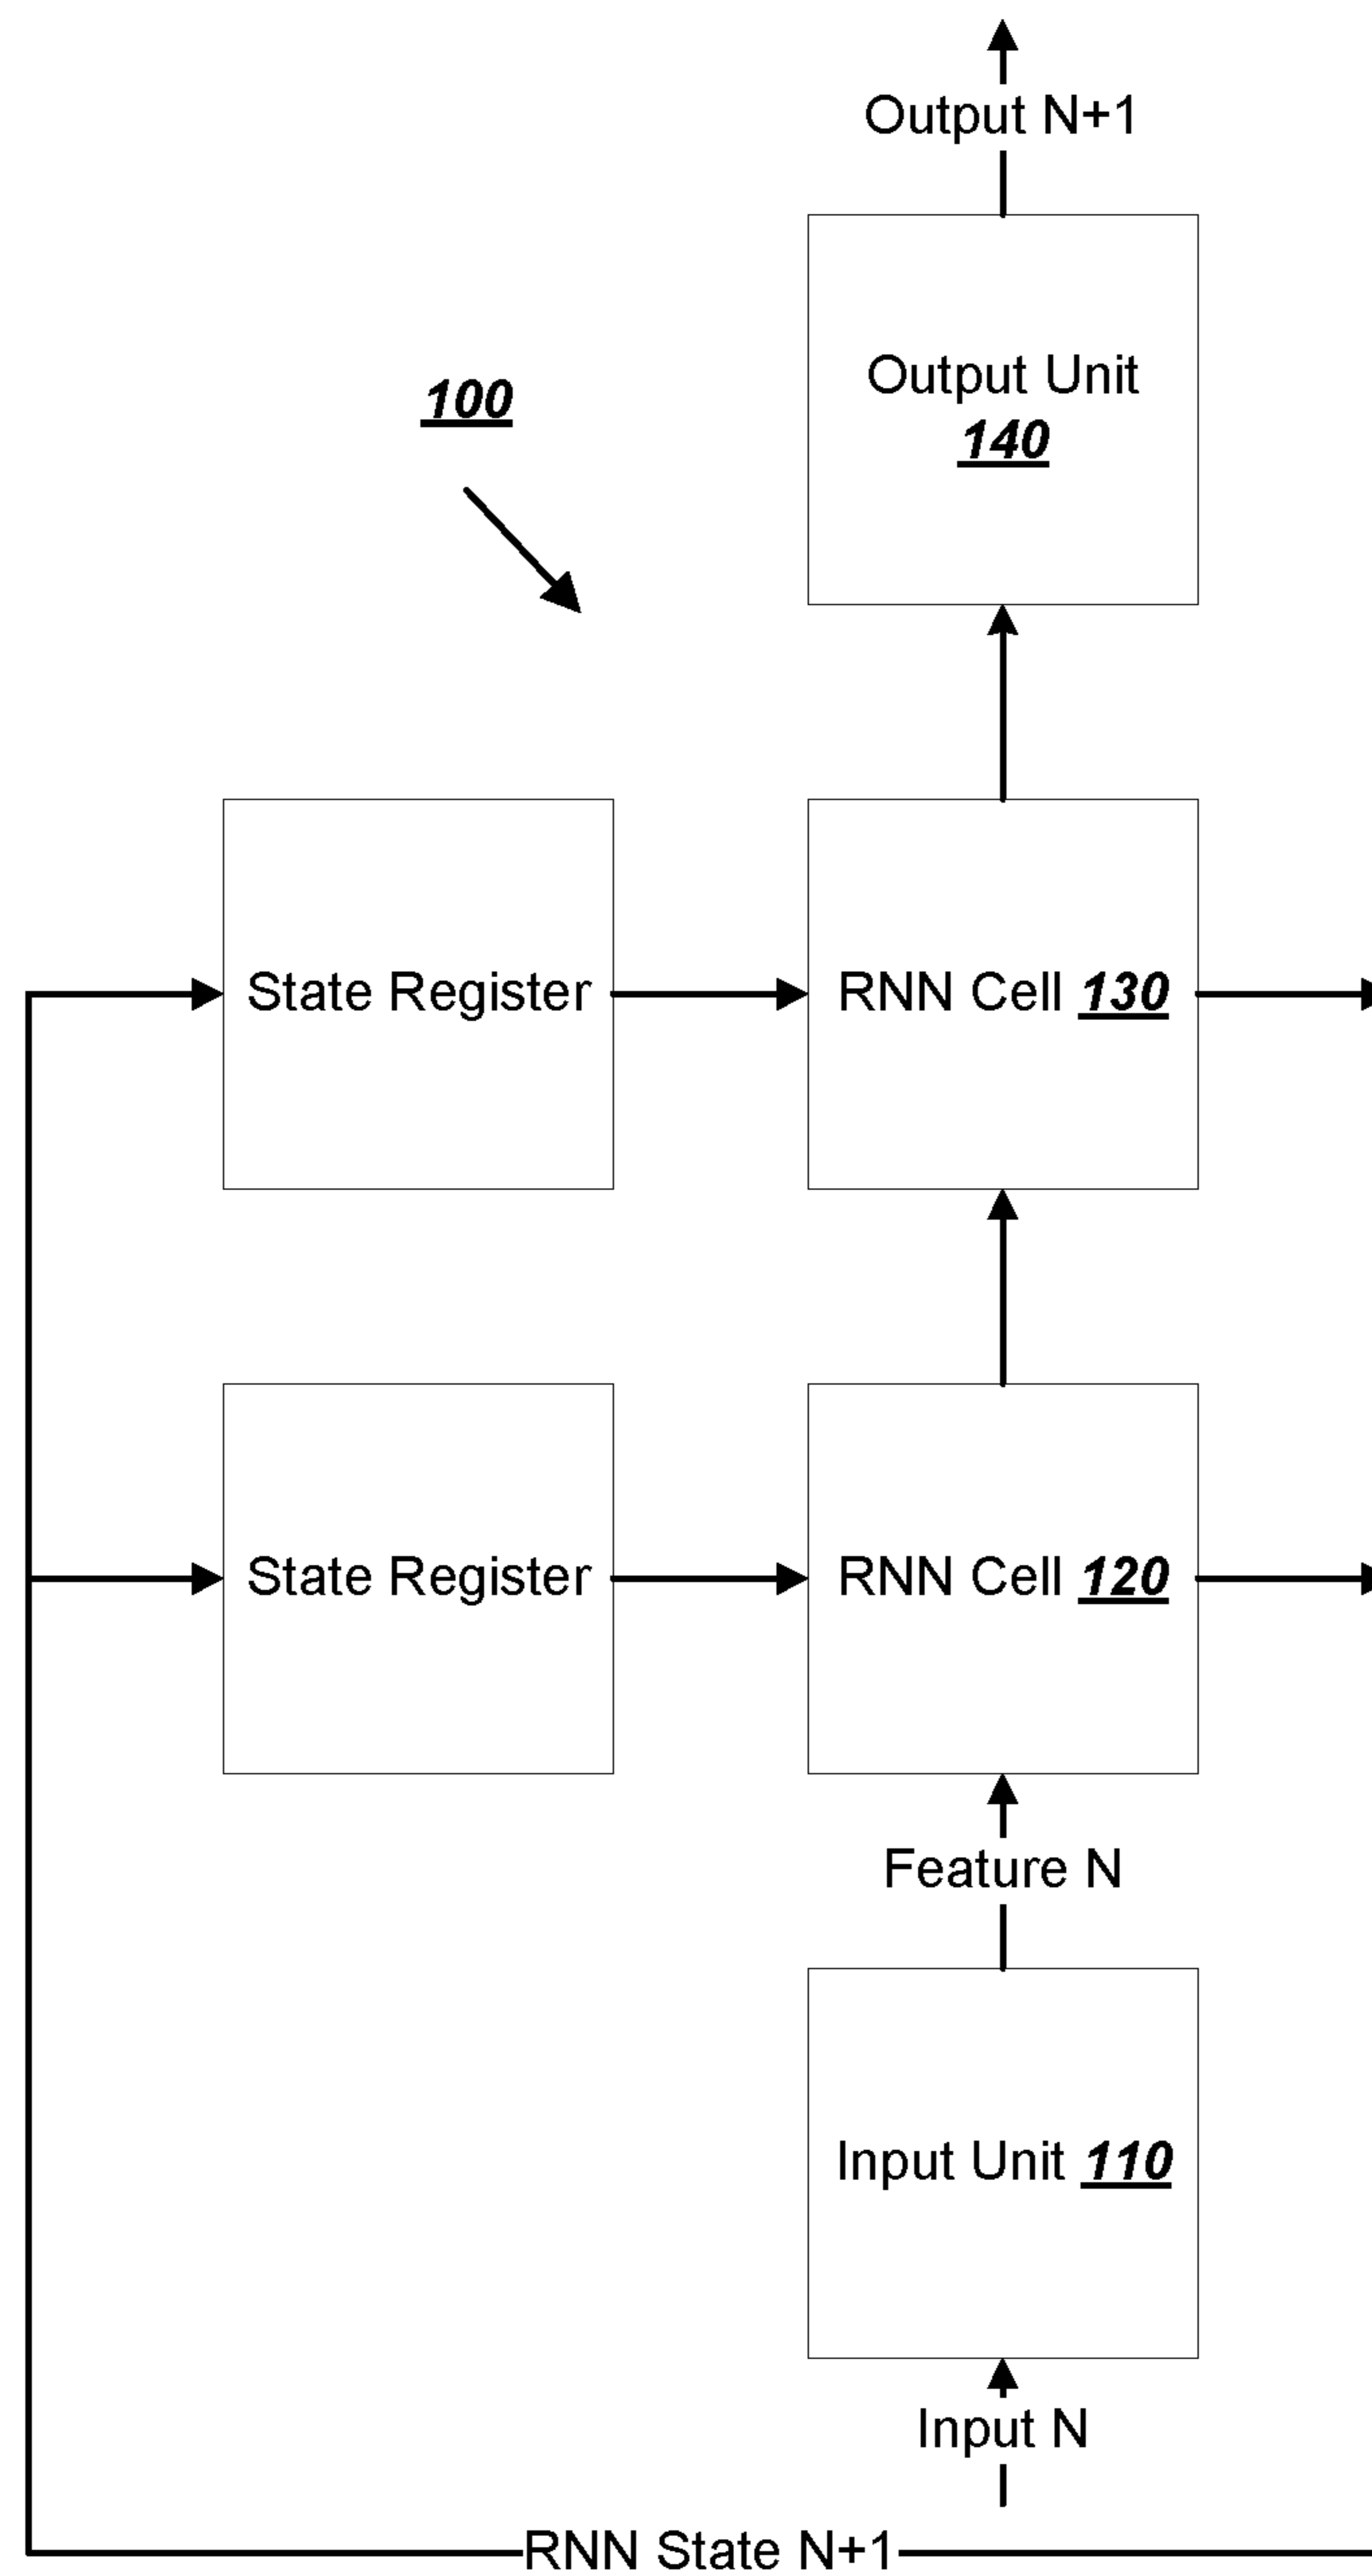 Output N+1
Output Unit
140
100
State Register
RNN Cell 130
State Register
RNN Cell 120
Feature N
Input Unit 110
Input N
RNN State N+1